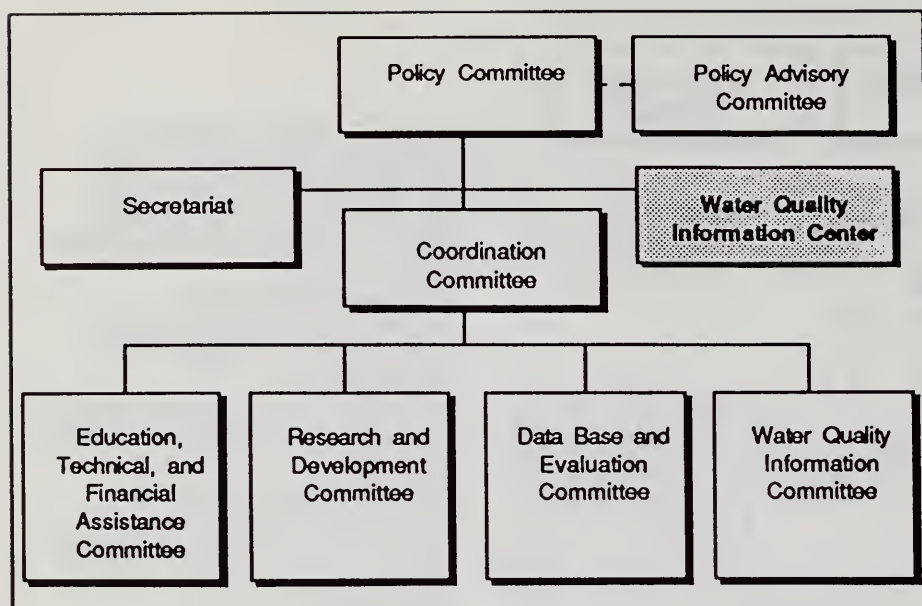 Policy Committee
Policy Advisory
Committee
Secretariat
Water Quality
Information Center
Coordination
Committee
Education,
Technical, and
Financial
Assistance
Committee
Research and
Development
Committee
Data Base and
Evaluation
Committee
Water Quality
Information
Committee